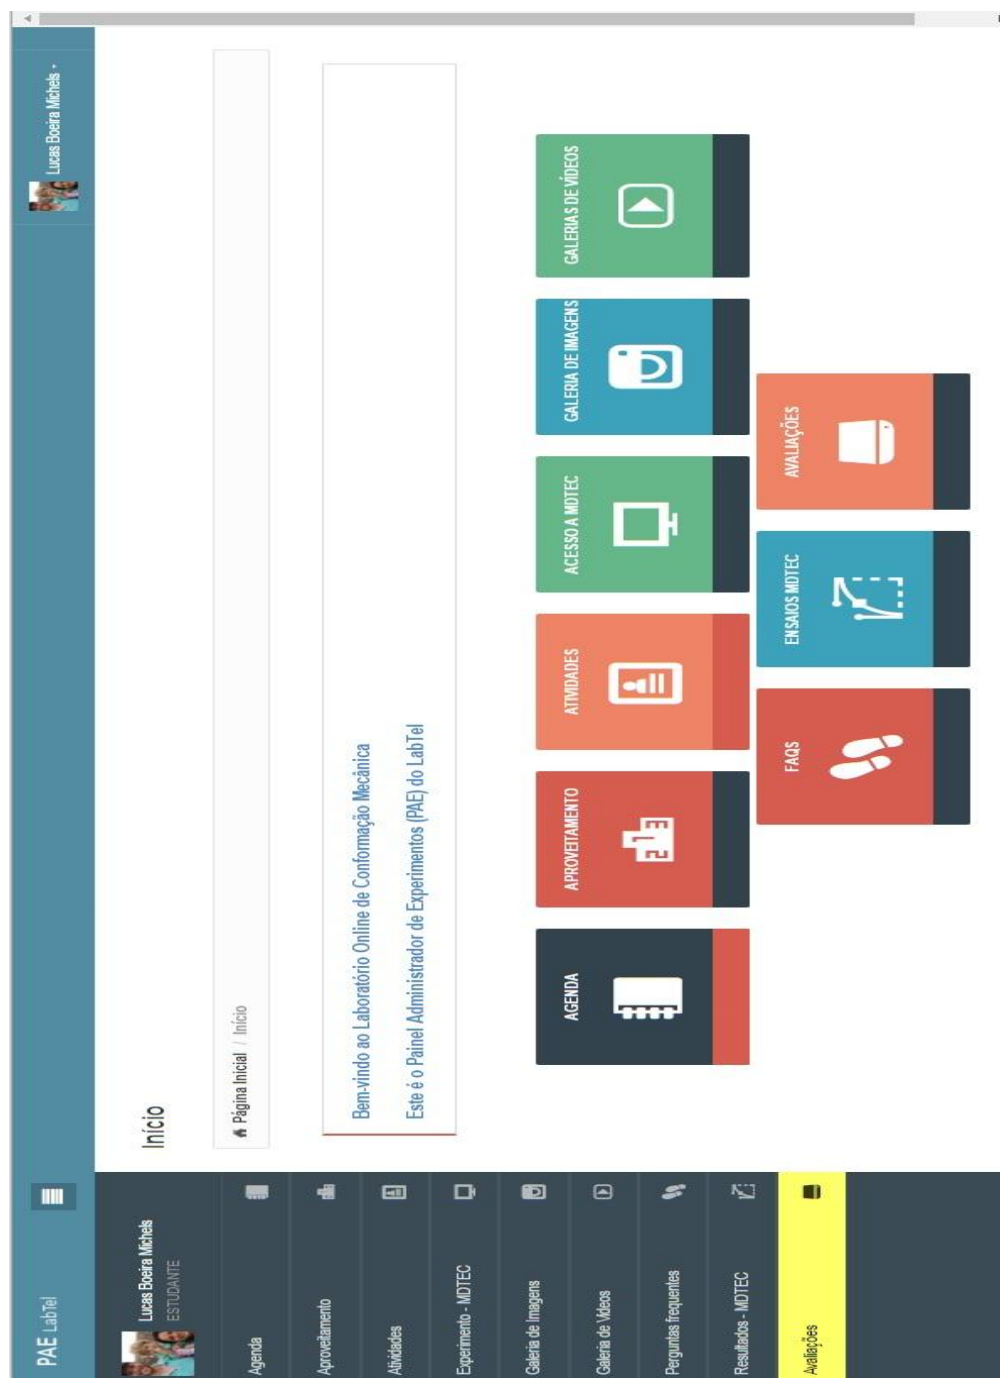 PAE LabTel
Lucas Boeira Michels
Lucas Boeira Michels
ESTUDANTE
Agenda
Aproveitamento
Atividades
Experimento - MDTEC
Galeria de Imagens
Galeria de Vídeos
Perguntas frequentes
Resultados - MDTEC
Avaliações
Início
Página Inicial / Início
Bem-vindo ao Laboratório Online de Conformação Mecânica
Este é o Painel Administrador de Experimentos (PAE) do LabTel
AGENDA
APROVEITAMENTO
2 1 3
ATIVIDADES
ACESSO A MDTEC
GALERIA DE IMAGENS
GALERIAS DE VÍDEOS
FAQS
ENSAIOS MDTEC
AVALIAÇÕES